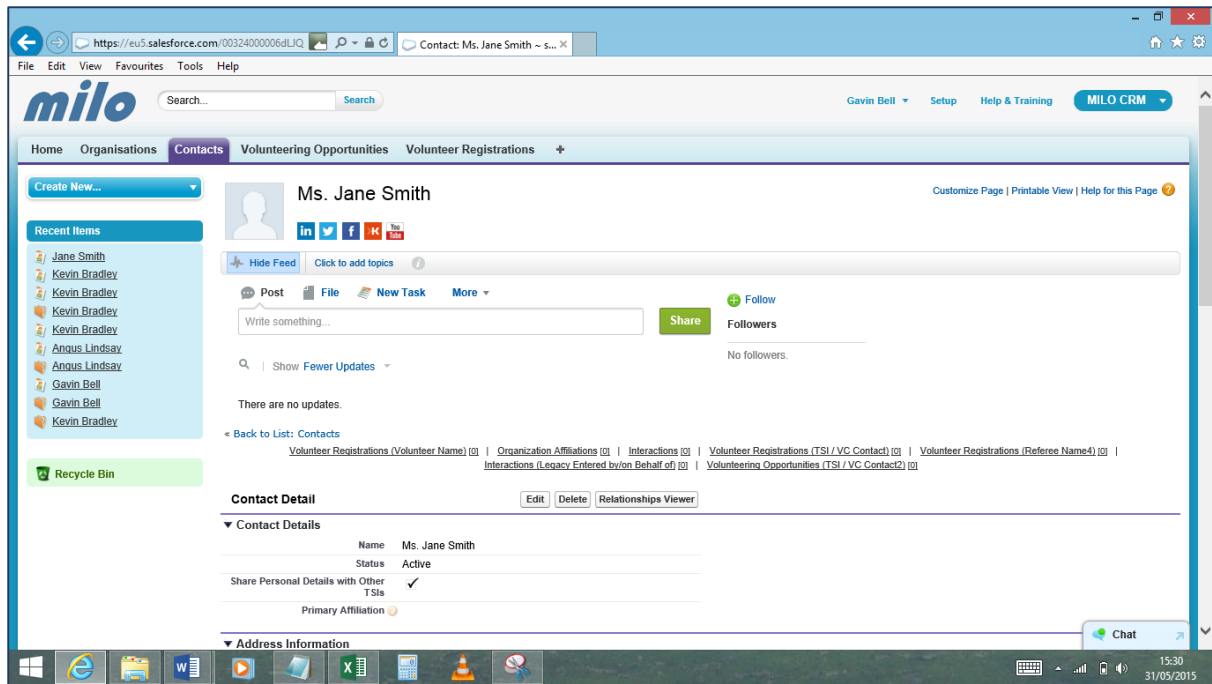 https://eu5.salesforce.com/00324000006dLJQ
Contact: Ms. Jane Smith ~ s...
File Edit View Favourites Tools Help
milo
Search...
Search
Gavin Bell
Setup
Help & Training
MILO CRM
Home Organisations Contacts Volunteering Opportunities Volunteer Registrations +
Create New...
Ms. Jane Smith
Customize Page | Printable View | Help for this Page
Recent Items
Jane Smith
Kevin Bradley
Kevin Bradley
Kevin Bradley
Kevin Bradley
Angus Lindsay
Angus Lindsay
Gavin Bell
Gavin Bell
Kevin Bradley
Recycle Bin
in f K You Tube
Hide Feed Click to add topics
Post File New Task More
Write something...
Share
Follow
Followers
No followers.
Show Fewer Updates
There are no updates.
« Back to List: Contacts
Volunteer Registrations (Volunteer Name) [0] | Organization Affiliations [0] | Interactions [0] | Volunteer Registrations (TSI / VC Contact) [0] | Volunteer Registrations (Referee Name4) [0] |
Interactions (Legacy Entered by/on Behalf of) [0] | Volunteering Opportunities (TSI / VC Contact2) [0]
Contact Detail
Edit Delete Relationships Viewer
Contact Details
Name Ms. Jane Smith
Status Active
Share Personal Details with Other
TSIs
Primary Affiliation
Address Information
Chat
15:30
31/05/2015